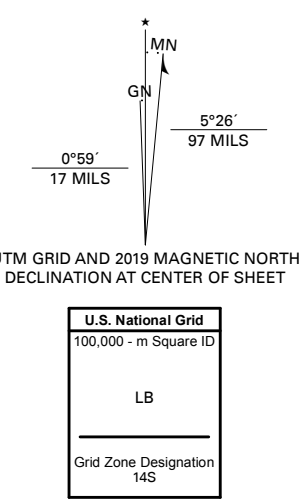 ★
MN
GN
5°26´
97 MILS
0°59´
17 MILS
UTM GRID AND 2019 MAGNETIC NORTH
DECLINATION AT CENTER OF SHEET
U.S. National Grid
100,000 - m Square ID
LB
Grid Zone Designation
14S